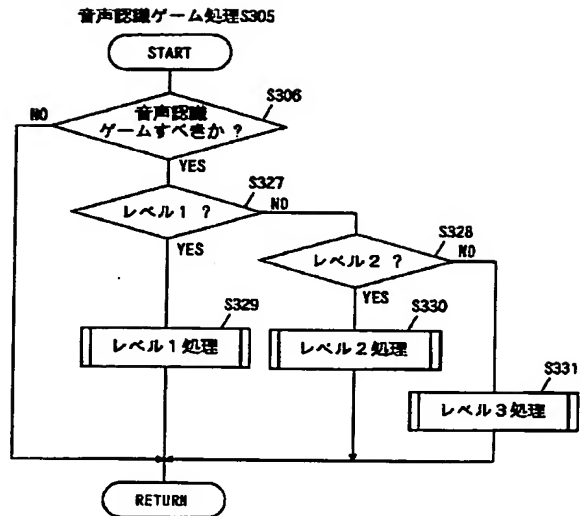 音声認識ゲーム処理S305
START
S306
NO
音声認識
ゲームすべきか?
YES
S327
レベル1?
NO
S328
YES
レベル2?
NO
YES
S329
S330
レベル1処理
レベル2処理
S331
レベル3処理
RETURN